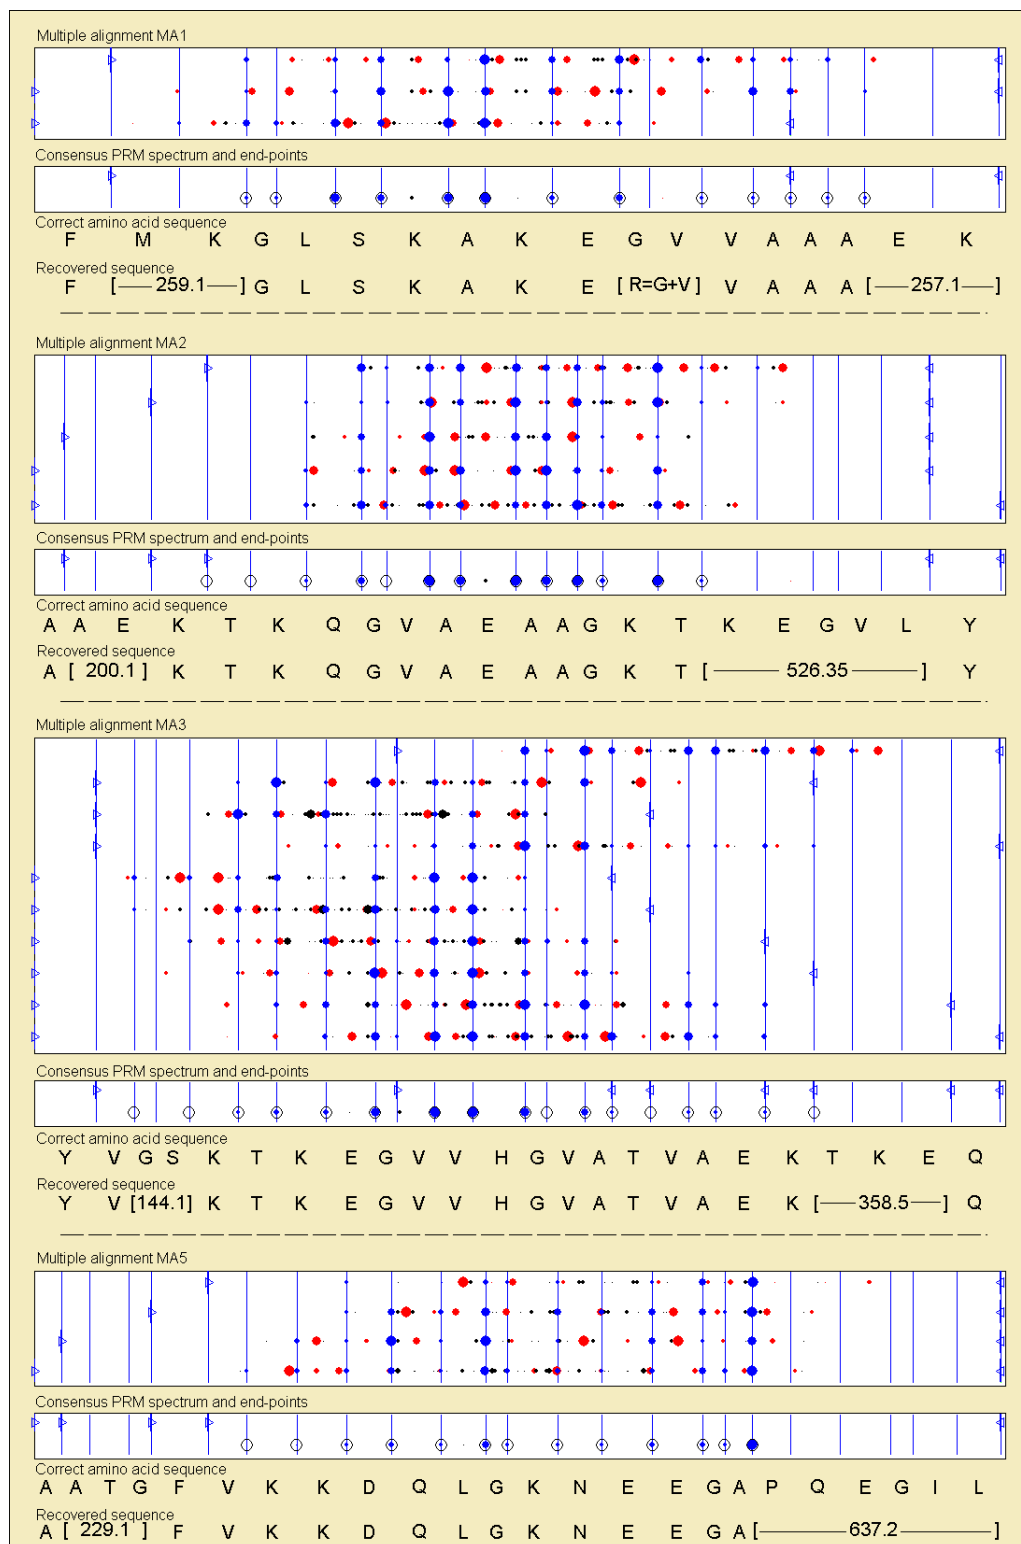 Multiple alignment MA1
Consensus PRM spectrum and end-points
Correct amino acid sequence
F M K G L S K A K E G V V A A A E K
Recovered sequence
F [—259.1—] G L S K A K E [R=G+V] V A A A [—257.1—]
Multiple alignment MA2
Consensus PRM spectrum and end-points
Correct amino acid sequence
A A E K T K Q G V A E A A G K T K E G V L Y
Recovered sequence
A [ 200.1 ] K T K Q G V A E A A G K T [— 526.35 —] Y
Multiple alignment MA3
Consensus PRM spectrum and end-points
Correct amino acid sequence
Y V G S K T K E G V V H G V A T V A E K T K E Q
Recovered sequence
Y V [144.1] K T K E G V V H G V A T V A E K [— 358.5 —] Q
Multiple alignment MA5
Consensus PRM spectrum and end-points
Correct amino acid sequence
A A T G F V K K D Q L G K N E E G A P Q E G I L
Recovered sequence
A [ 229.1 ] F V K K D Q L G K N E E G A [— 637.2 —]